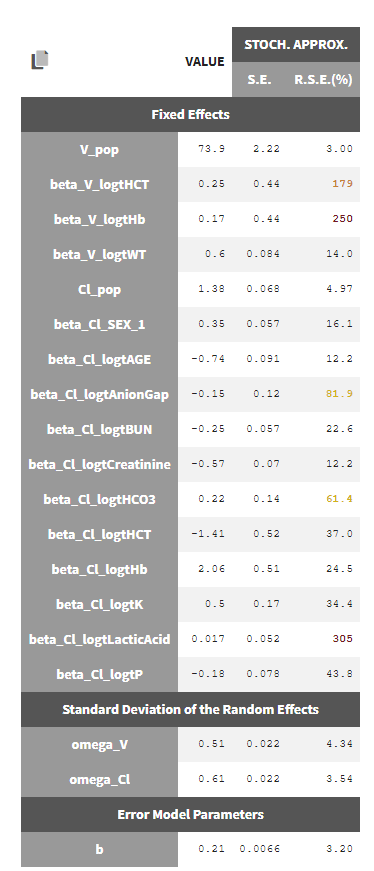 STOCH. APPROX.
VALUE
S.E. R.S.E.(%)
Fixed Effects
V_pop 73.9 2.22 3.00
beta_V_logtHCT 0.25 0.44 179
beta_V_logtHb 0.17 0.44 250
beta_V_logtWT 0.6 0.084 14.0
Cl_pop 1.38 0.068 4.97
beta_Cl_SEX_1 0.35 0.057 16.1
beta_Cl_logtAGE -0.74 0.091 12.2
beta_Cl_logtAnionGap -0.15 0.12 81.9
beta_Cl_logtBUN -0.25 0.057 22.6
beta_Cl_logtCreatinine -0.57 0.07 12.2
beta_Cl_logtHCO3 0.22 0.14 61.4
beta_Cl_logtHCT -1.41 0.52 37.0
beta_Cl_logtHb 2.06 0.51 24.5
beta_Cl_logtK 0.5 0.17 34.4
beta_Cl_logtLacticAcid 0.017 0.052 305
beta_Cl_logtP -0.18 0.078 43.8
Standard Deviation of the Random Effects
omega_V 0.51 0.022 4.34
omega_Cl 0.61 0.022 3.54
Error Model Parameters
b 0.21 0.0066 3.20